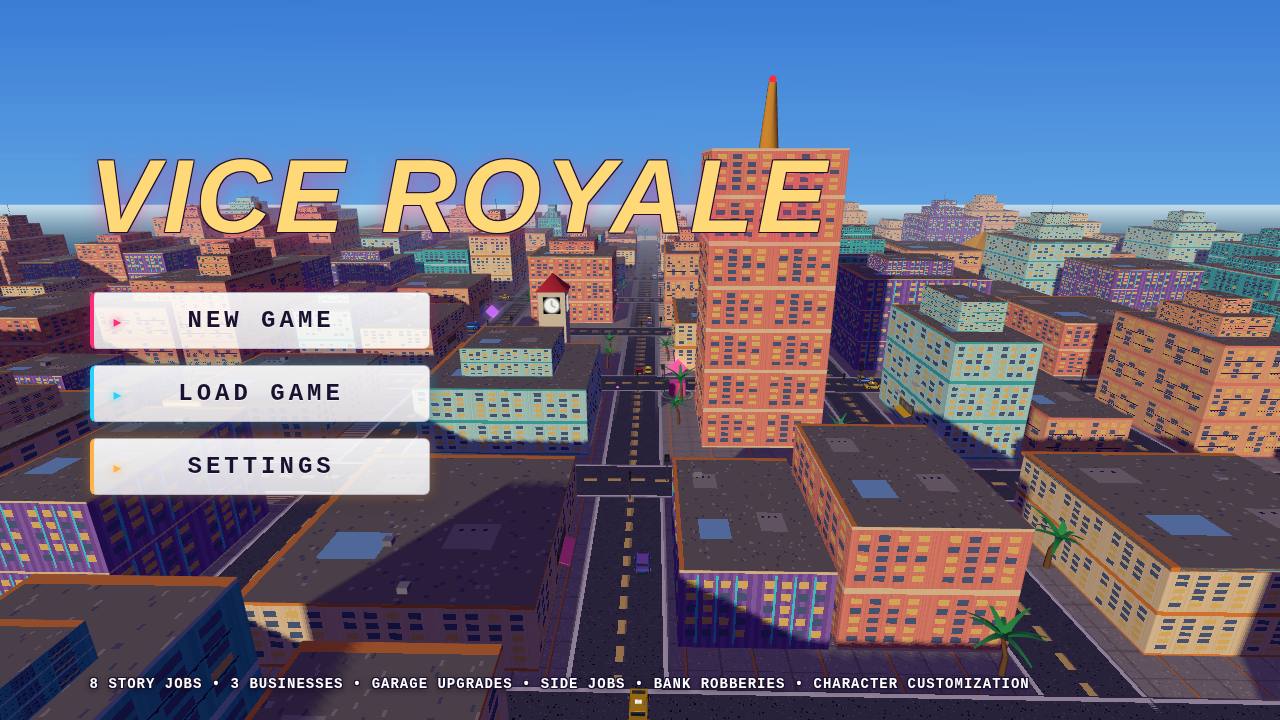 VICE ROYALE
▶ NEW GAME
▶ LOAD GAME
▶ SETTINGS
8 STORY JOBS • 3 BUSINESSES • GARAGE UPGRADES • SIDE JOBS • BANK ROBBERIES • CHARACTER CUSTOMIZATION